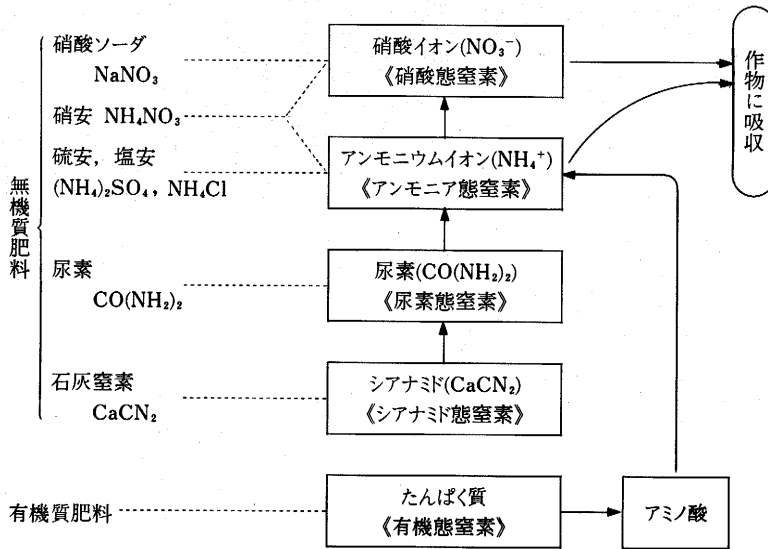 無機質肥料
硝酸ソーダ
NaNO₃
硝安 NH₄NO₃
硫安，塩安
(NH₄)₂SO₄，NH₄Cl
尿素
CO(NH₂)₂
石灰窒素
CaCN₂
有機質肥料
硝酸イオン(NO₃⁻)
《硝酸態窒素》
アンモニウムイオン(NH₄⁺)
《アンモニア態窒素》
尿素(CO(NH₂)₂)
《尿素態窒素》
シアナミド(CaCN₂)
《シアナミド態窒素》
たんぱく質
《有機態窒素》
アミノ酸
作物に吸収